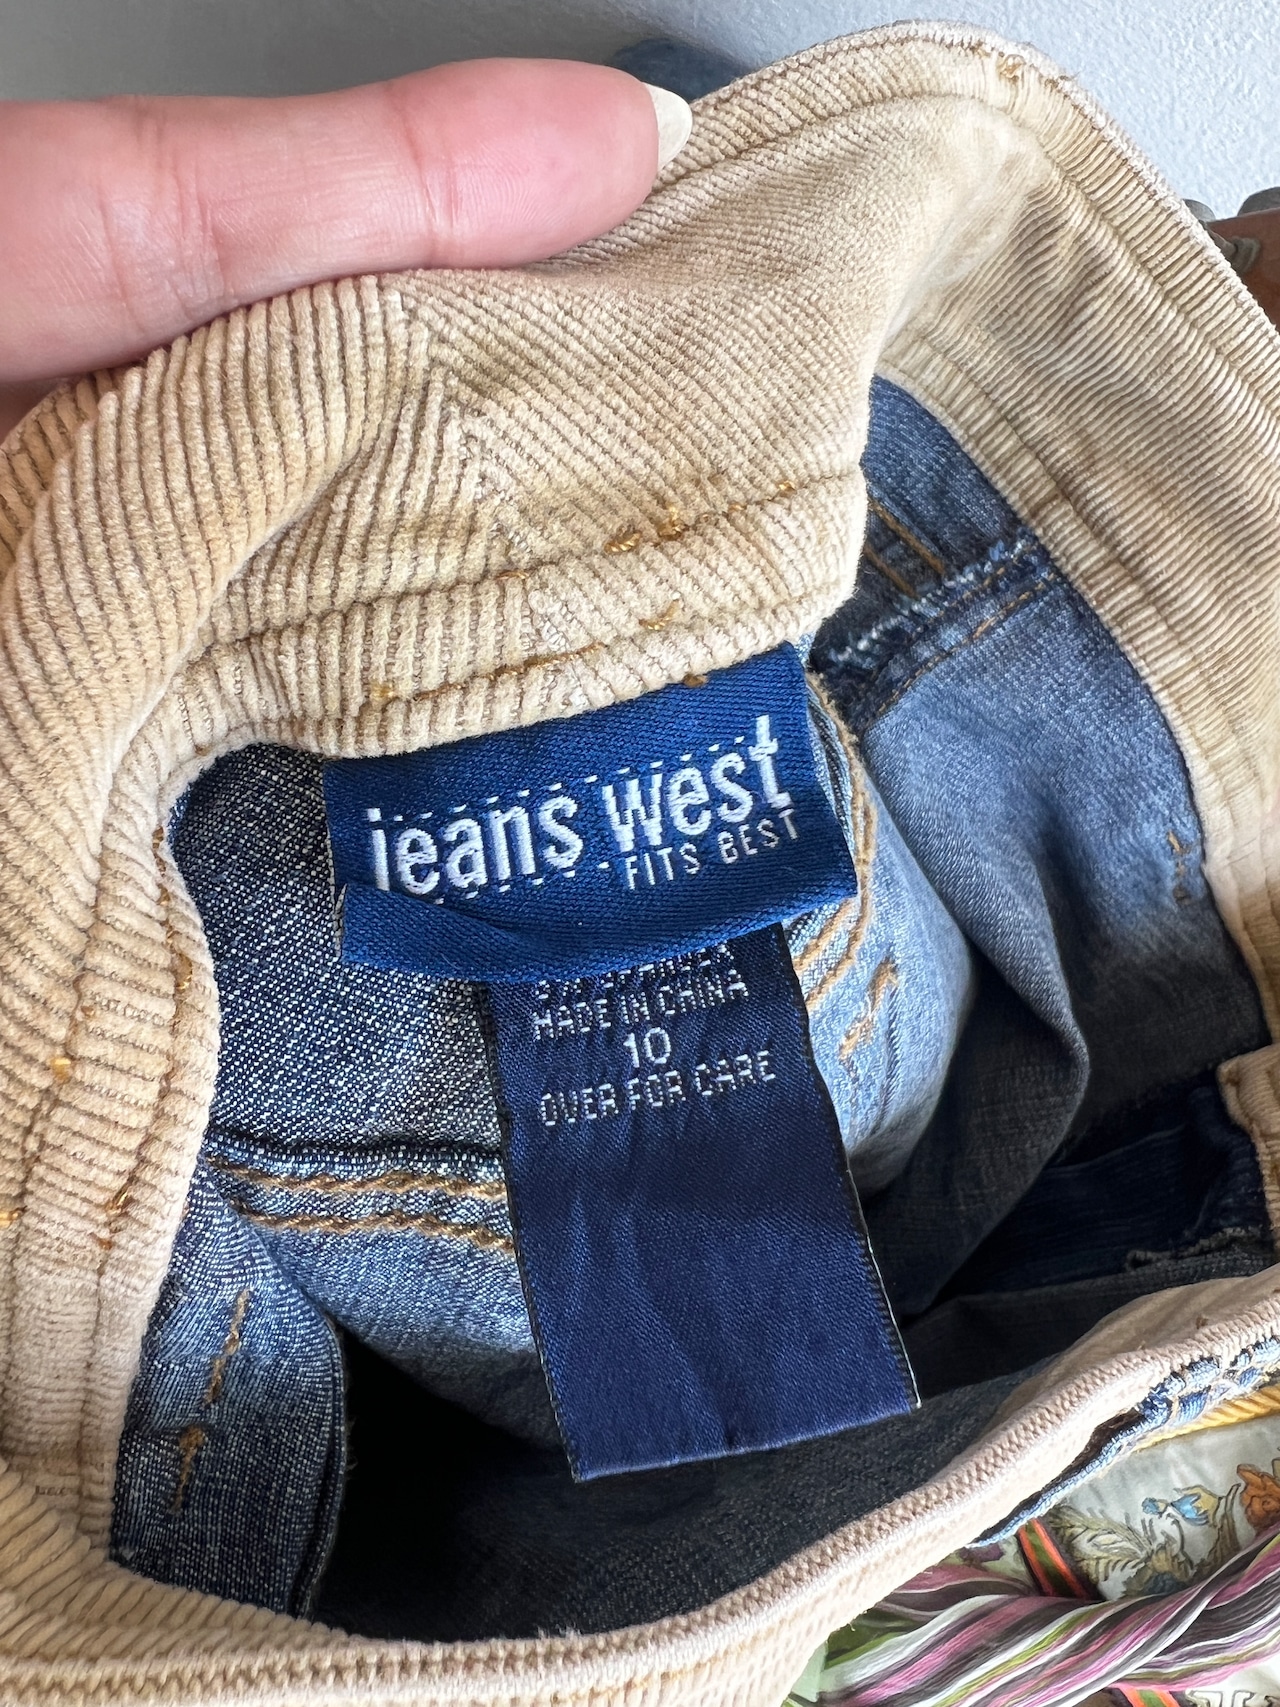 jeans west
FITS BEST
MADE IN CHINA
10
OVER FOR CARE